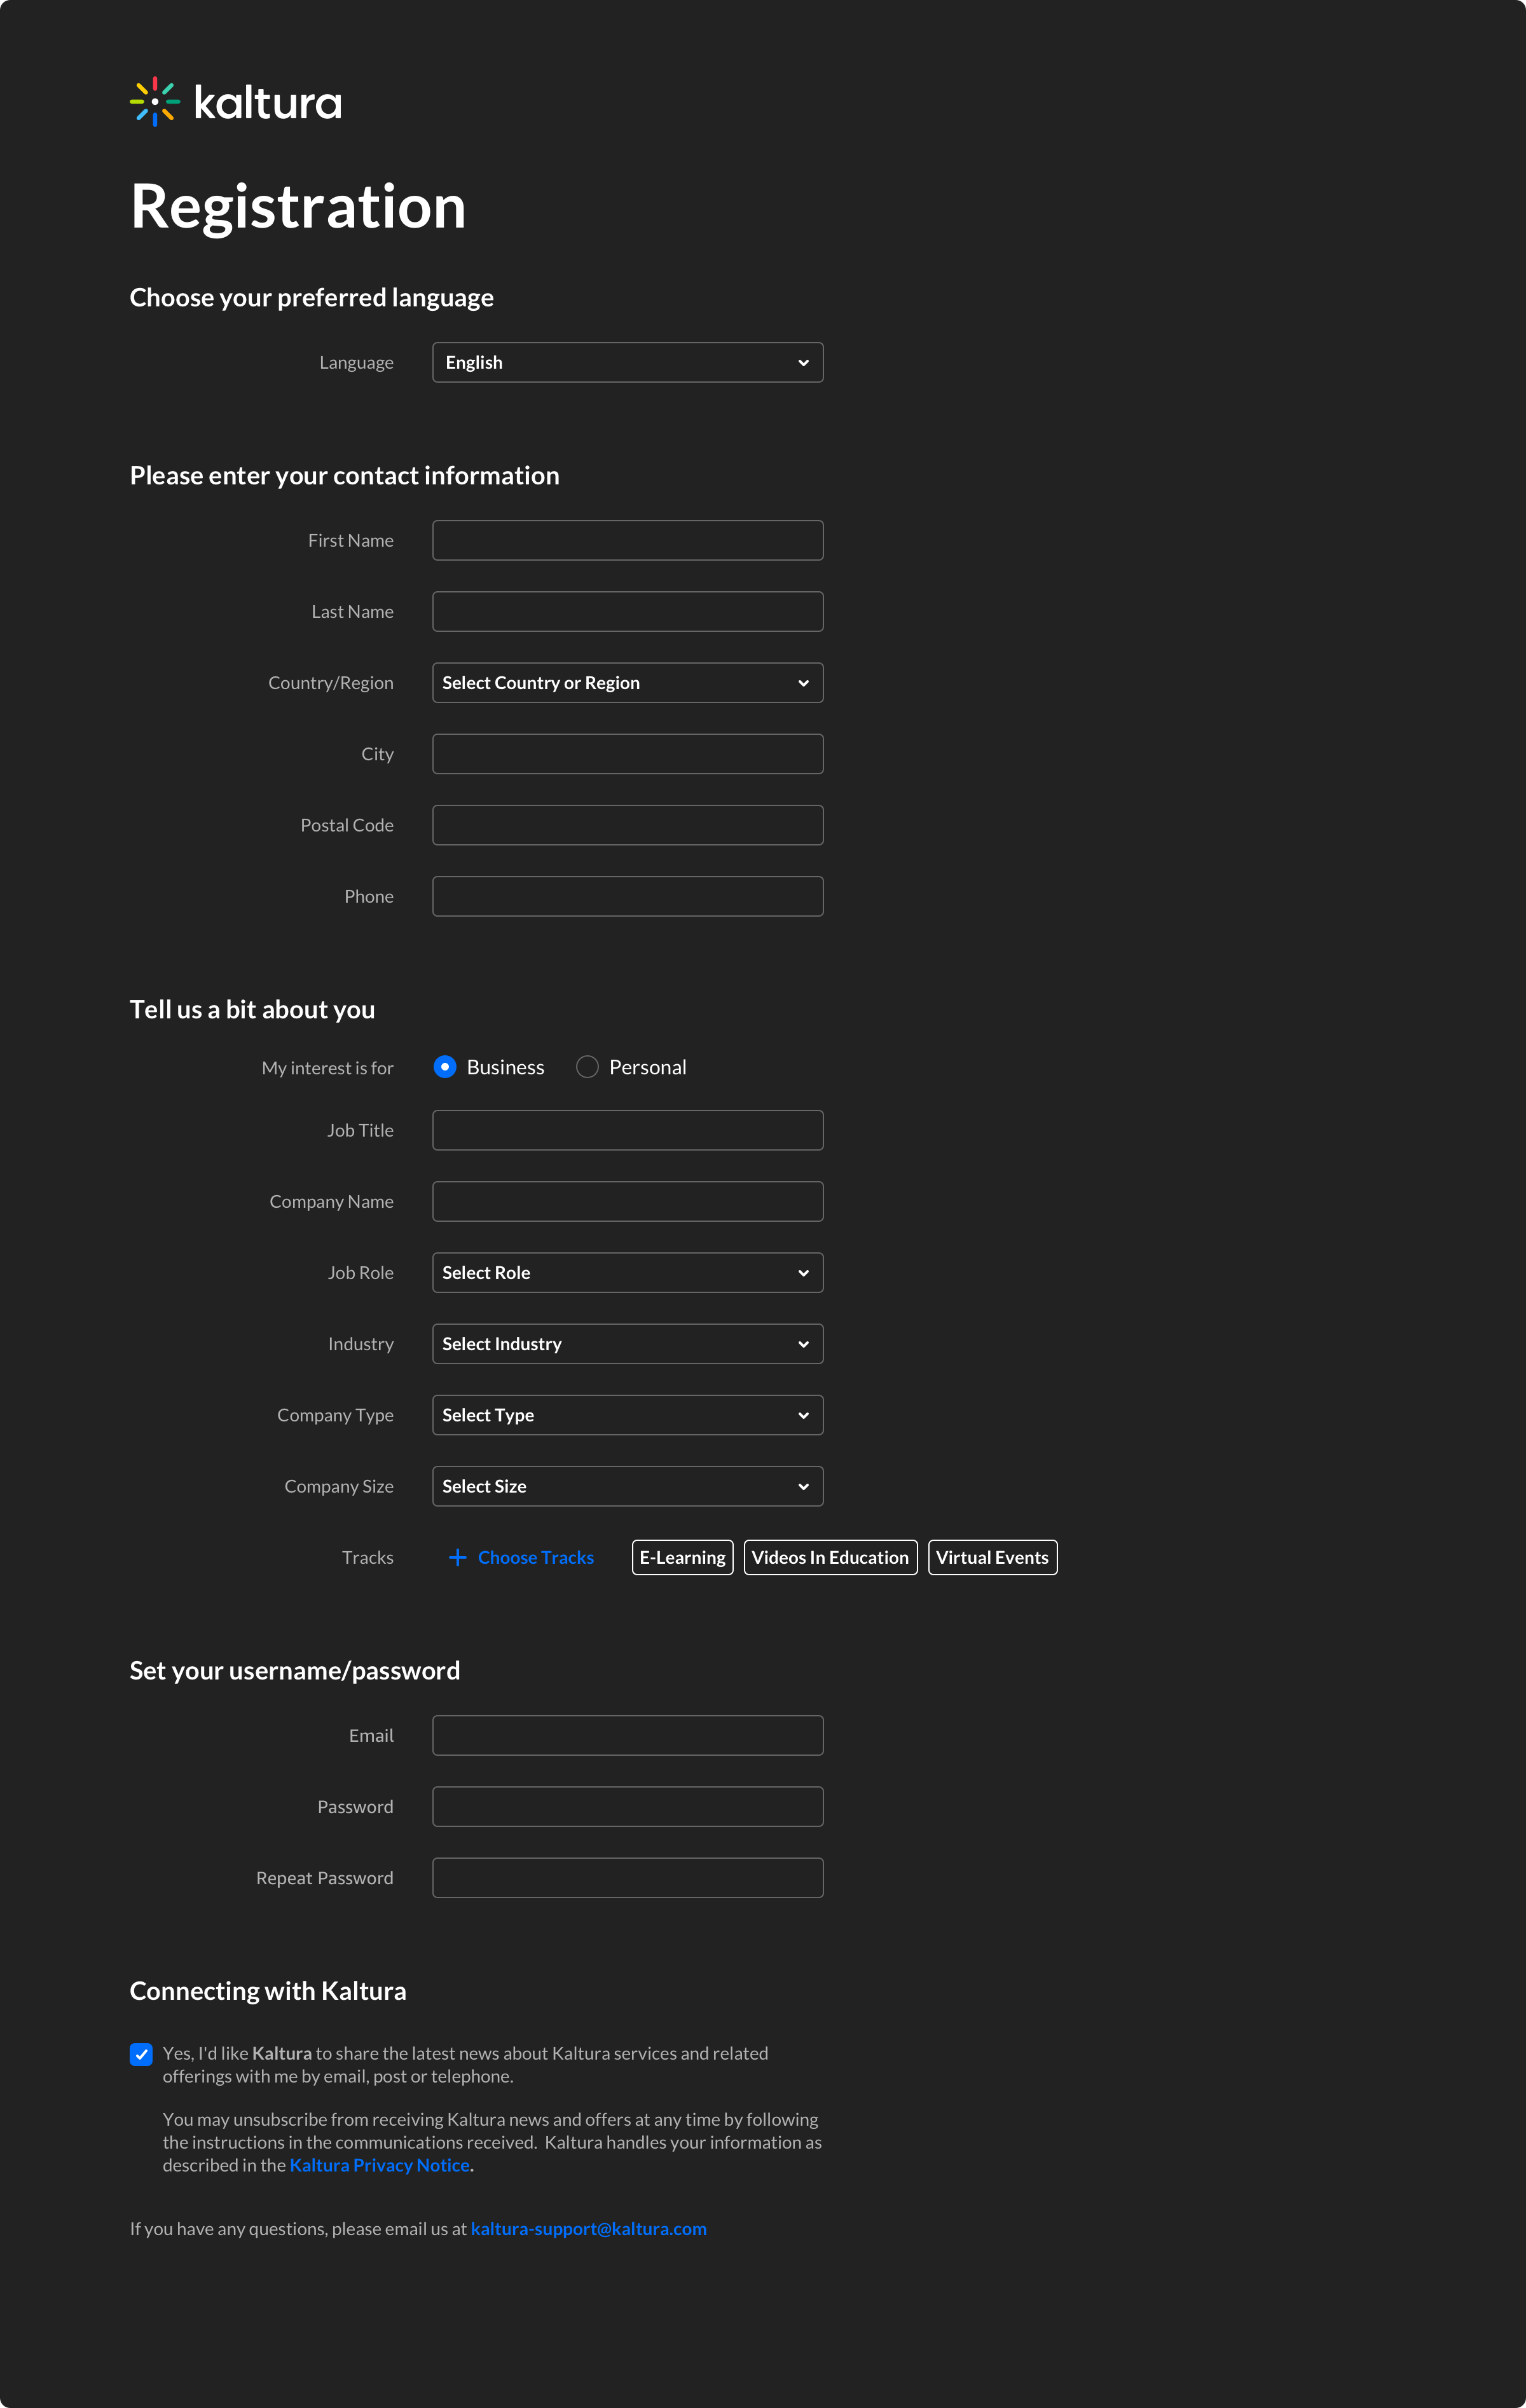 kaltura
Registration
Choose your preferred language
Language English
Please enter your contact information
First Name
Last Name
Country/Region Select Country or Region
City
Postal Code
Phone
Tell us a bit about you
My interest is for Business Personal
Job Title
Company Name
Job Role Select Role
Industry Select Industry
Company Type Select Type
Company Size Select Size
Tracks Choose Tracks E-Learning Videos In Education Virtual Events
Set your username/password
Email
Password
Repeat Password
Connecting with Kaltura
Yes, I'd like Kaltura to share the latest news about Kaltura services and related
offerings with me by email, post or telephone.
You may unsubscribe from receiving Kaltura news and offers at any time by following
the instructions in the communications received. Kaltura handles your information as
described in the Kaltura Privacy Notice.
If you have any questions, please email us at kaltura-support@kaltura.com